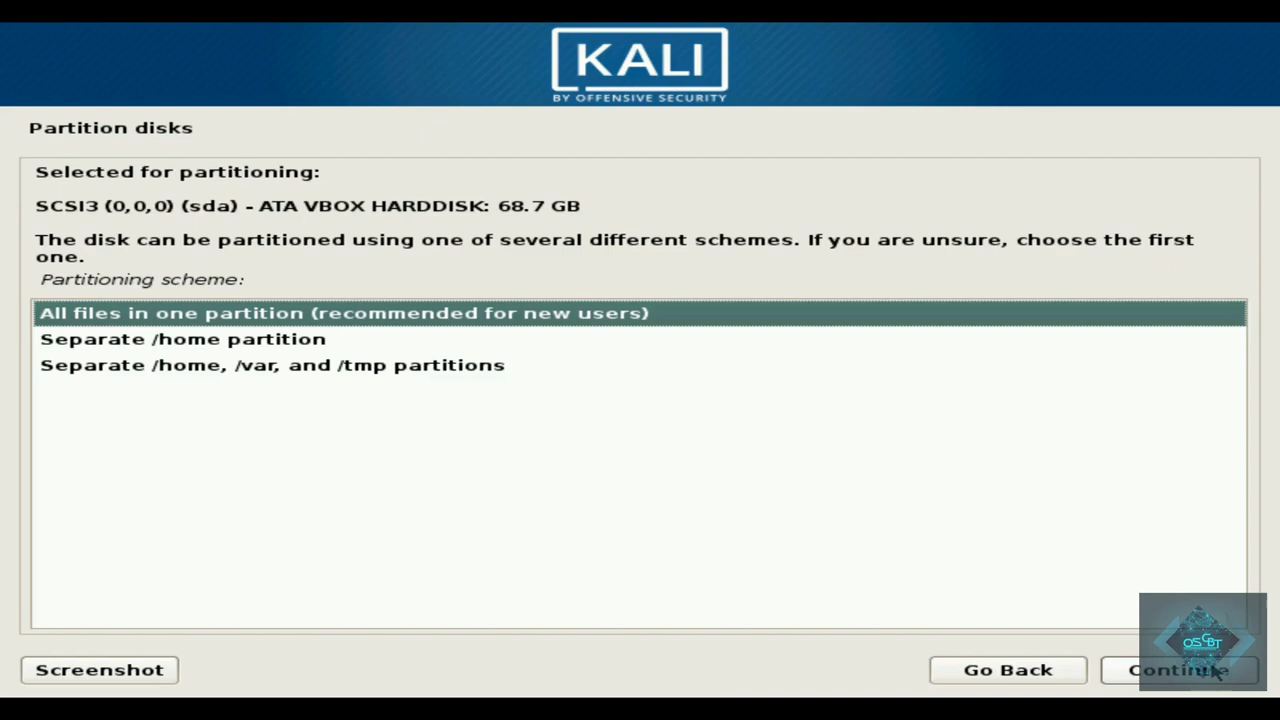 KALI
BY OFFENSIVE SECURITY
Partition disks
Selected for partitioning:
SCSI3 (0,0,0) (sda) - ATA VBOX HARDDISK: 68.7 GB
The disk can be partitioned using one of several different schemes. If you are unsure, choose the first
one.
Partitioning scheme:
All files in one partition (recommended for new users)
Separate /home partition
Separate /home, /var, and /tmp partitions
OSCBT
Screenshot
Go Back
Continue